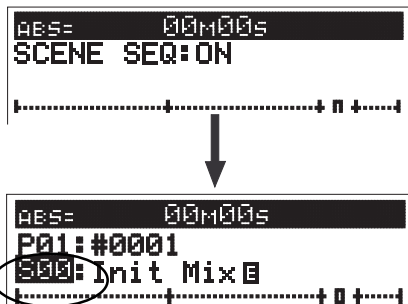 ABS= 00M00S
SCENE SEQ:ON
ABS= 00M00S
P01:#0001
S00:Init Mix E